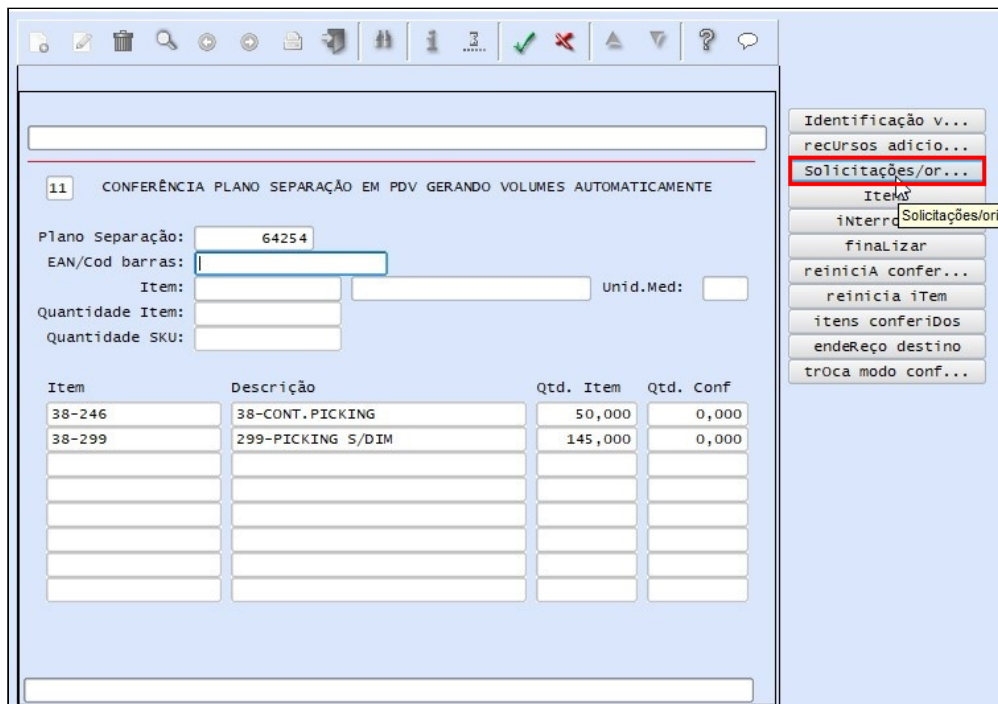 11 CONFERÊNCIA PLANO SEPARAÇÃO EM PDV GERANDO VOLUMES AUTOMATICAMENTE
Plano Separação: 64254
EAN/Cod barras:
Item: Unid.Med:
Quantidade Item:
Quantidade SKU:
Item Descrição Qtd. Item Qtd. Conf
38-246 38-CONT.PICKING 50,000 0,000
38-299 299-PICKING S/DIM 145,000 0,000
Identificação v...
recUrsos adicio...
Solicitações/or...
Itens
iNterro
Solicitações/ori
finaLizar
reiniciA confer...
reinicia iTem
itens conferiDos
endeReço destino
trOca modo conf...